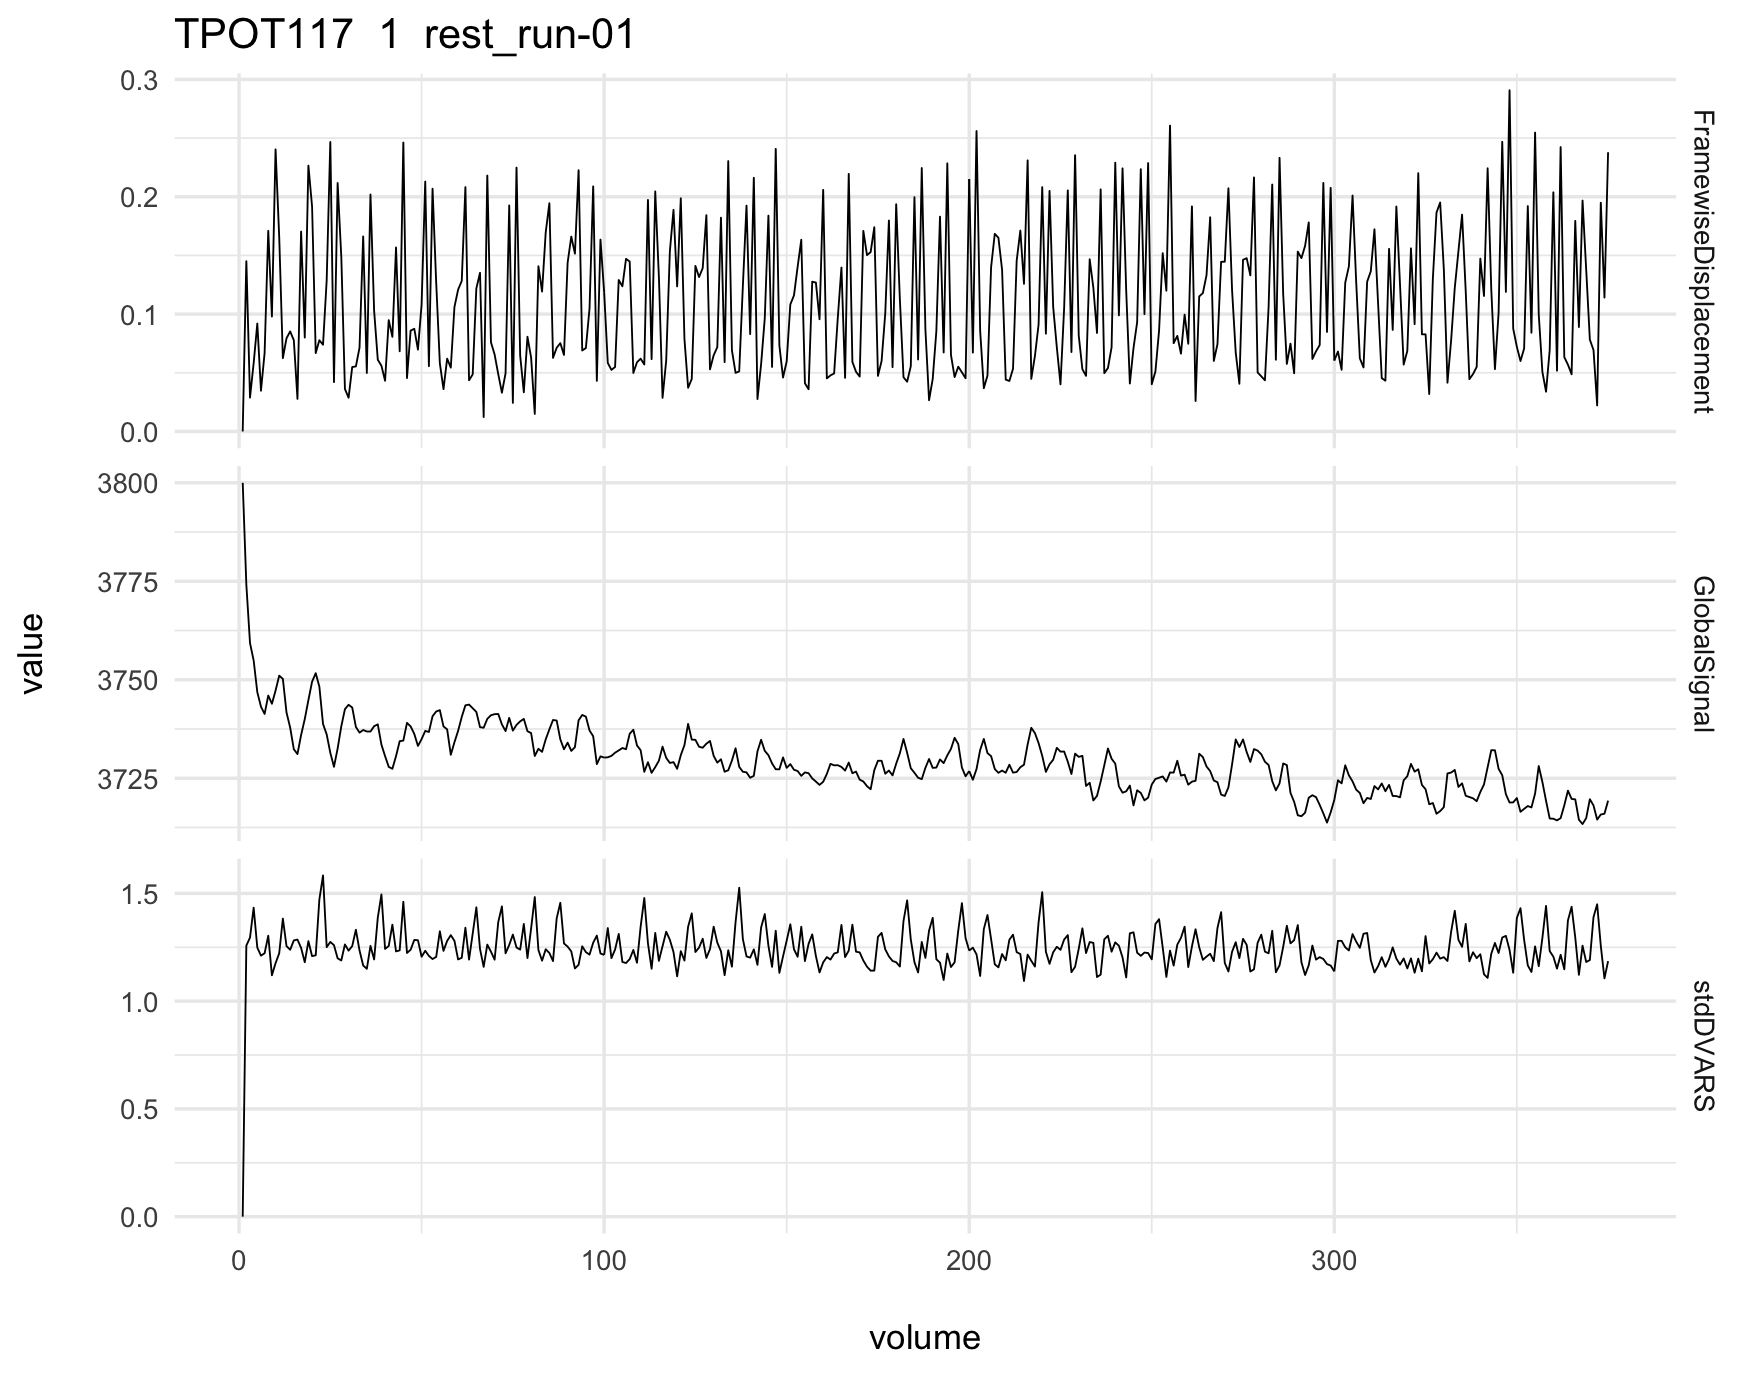 TPOT117 1 rest_run-01
0.3
0.2
0.1
0.0
FramewiseDisplacement
3800
3775
3750
3725
GlobalSignal
value
1.5
1.0
0.5
0.0
stdDVARS
0 100 200 300
volume